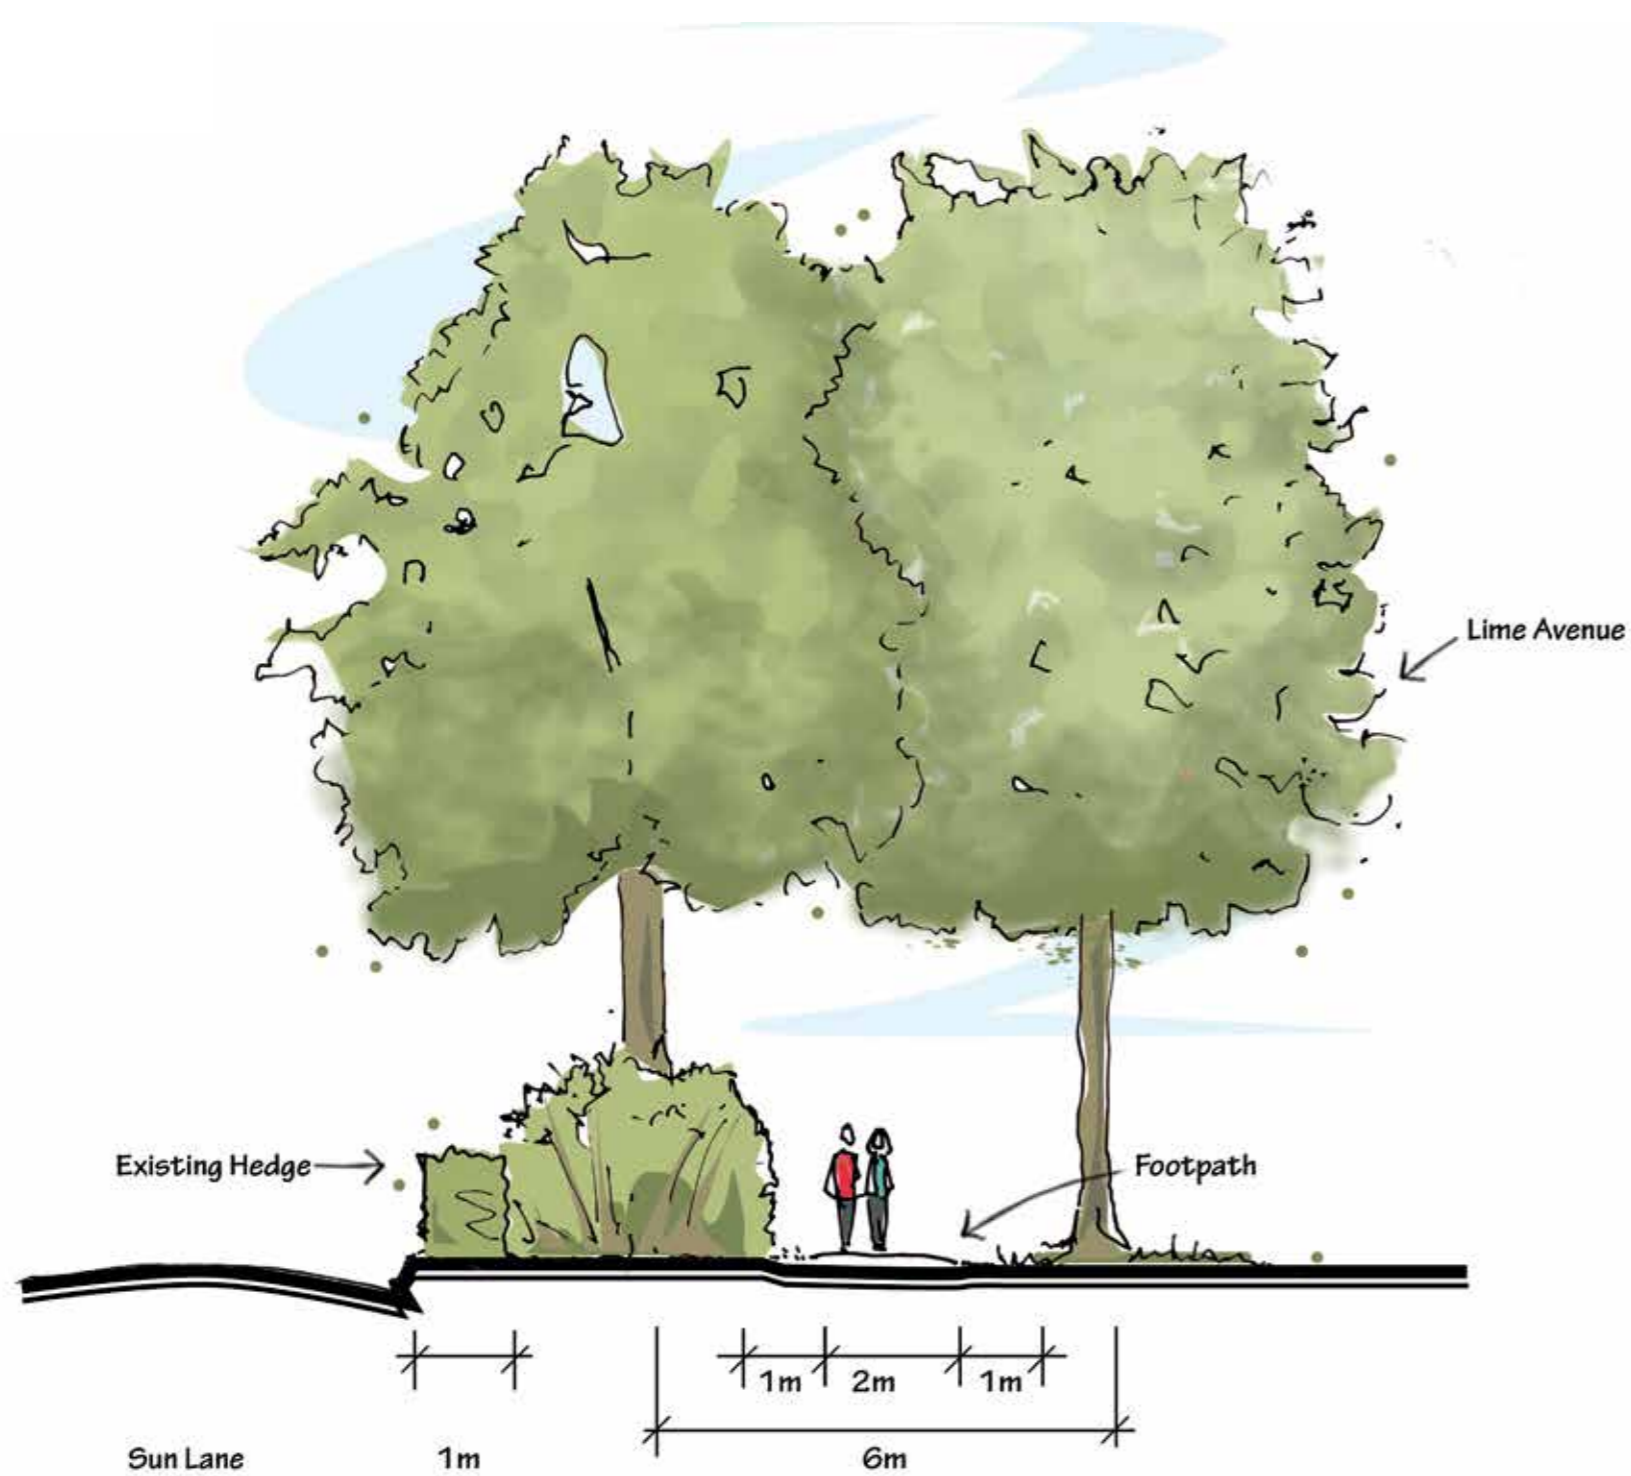 Lime Avenue
Existing Hedge
Footpath
1m 2m 1m
Sun Lane 1m 6m